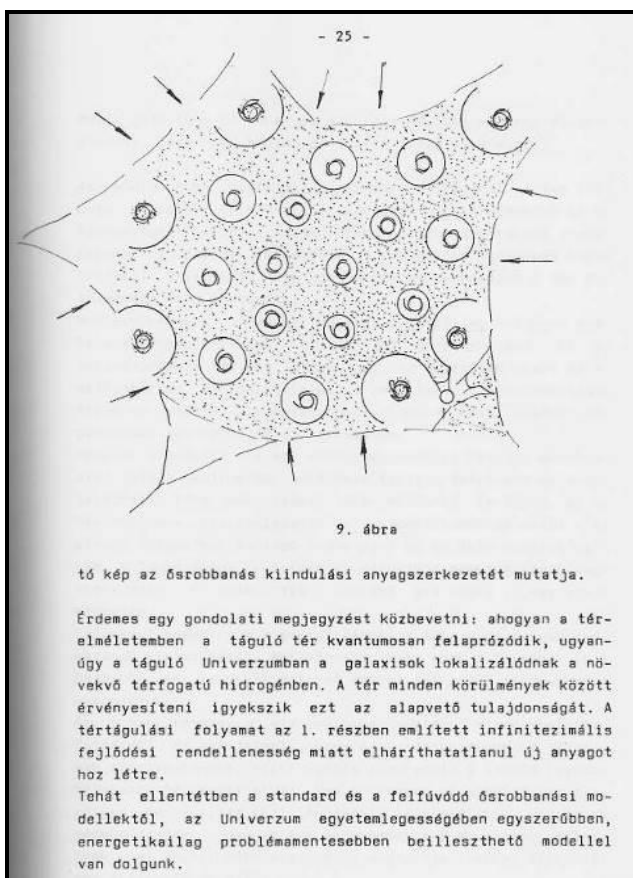 - 25 -
9. ábra
tó kép az ősrobbanás kiindulási anyagszerkezetét mutatja.
Érdemes egy gondolati megjegyzést közbevetni: ahogyan a tér-
elméletemben a táguló tér kvantumosan felaprózódik, ugyan-
úgy a táguló Univerzumban a galaxisok lokalizélódnak a nö-
vekvő térfogatú hidrogénben. A tér minden körülmények között
érvényesíteni igyekszik ezt az alapvető tulajdonságát. A
tértágulási folyamat az l. részben említett infinitezimális
fejlődési rendellenesség miatt elháríthatatlanul új anyagot
hoz létre.
Tehát ellentétben a standard és a felfúvódó ősrobbanási mo-
dellektől, az Univerzum egyetemlegességében egyszerűbben,
energetikailag problémamentesebben beilleszthető modellel
van dolgunk.